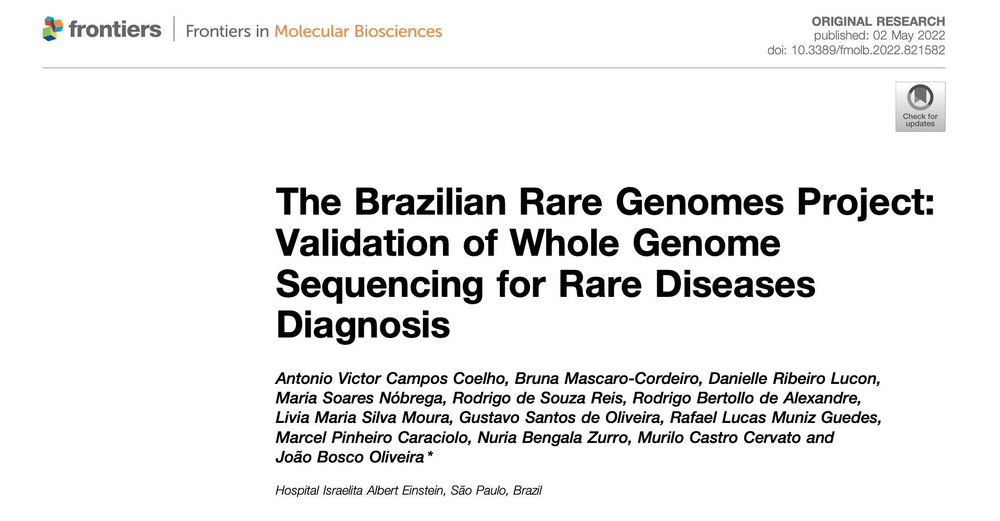 frontiers | Frontiers in Molecular Biosciences
ORIGINAL RESEARCH
published: 02 May 2022
doi: 10.3389/fmolb.2022.821582
Check for
updates
The Brazilian Rare Genomes Project:
Validation of Whole Genome
Sequencing for Rare Diseases
Diagnosis
Antonio Victor Campos Coelho, Bruna Mascaro-Cordeiro, Danielle Ribeiro Lucon,
Maria Soares Nóbrega, Rodrigo de Souza Reis, Rodrigo Bertollo de Alexandre,
Livia Maria Silva Moura, Gustavo Santos de Oliveira, Rafael Lucas Muniz Guedes,
Marcel Pinheiro Caraciolo, Nuria Bengala Zurro, Murilo Castro Cervato and
João Bosco Oliveira *
Hospital Israelita Albert Einstein, São Paulo, Brazil